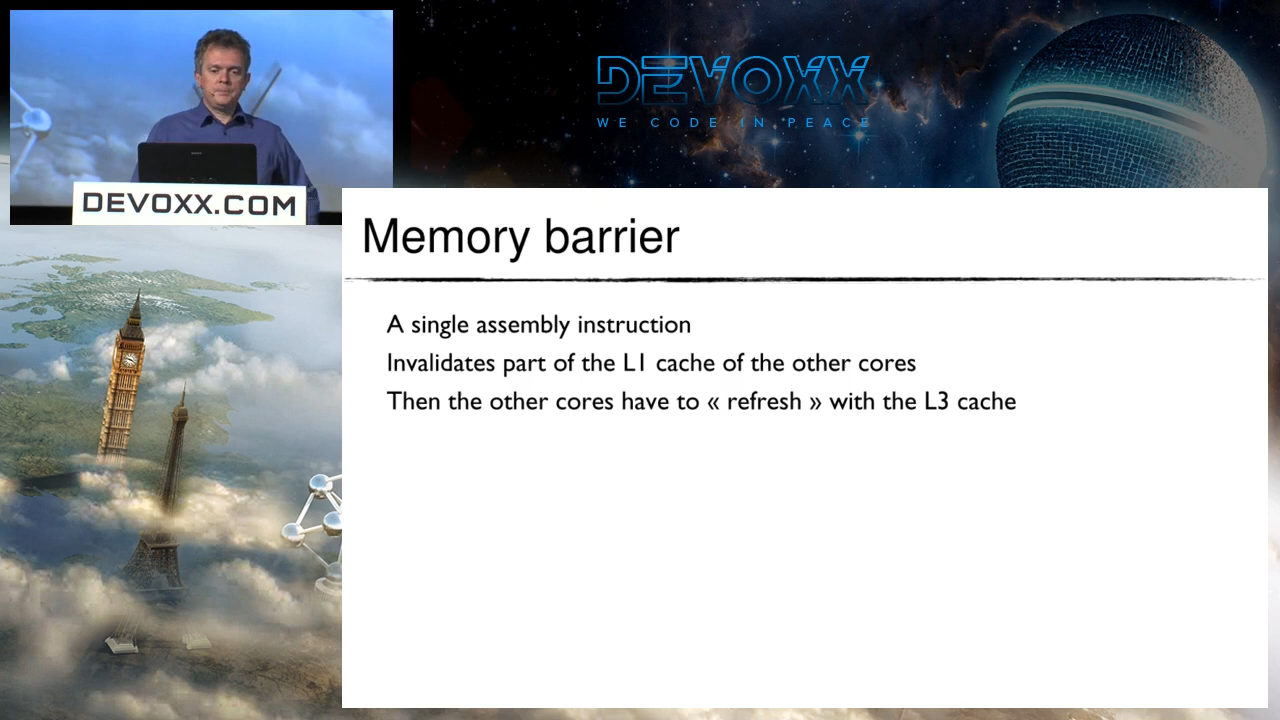 DEVOXX
WE CODE IN PEACE
DEVOXX.COM
Memory barrier
A single assembly instruction
Invalidates part of the L1 cache of the other cores
Then the other cores have to « refresh » with the L3 cache